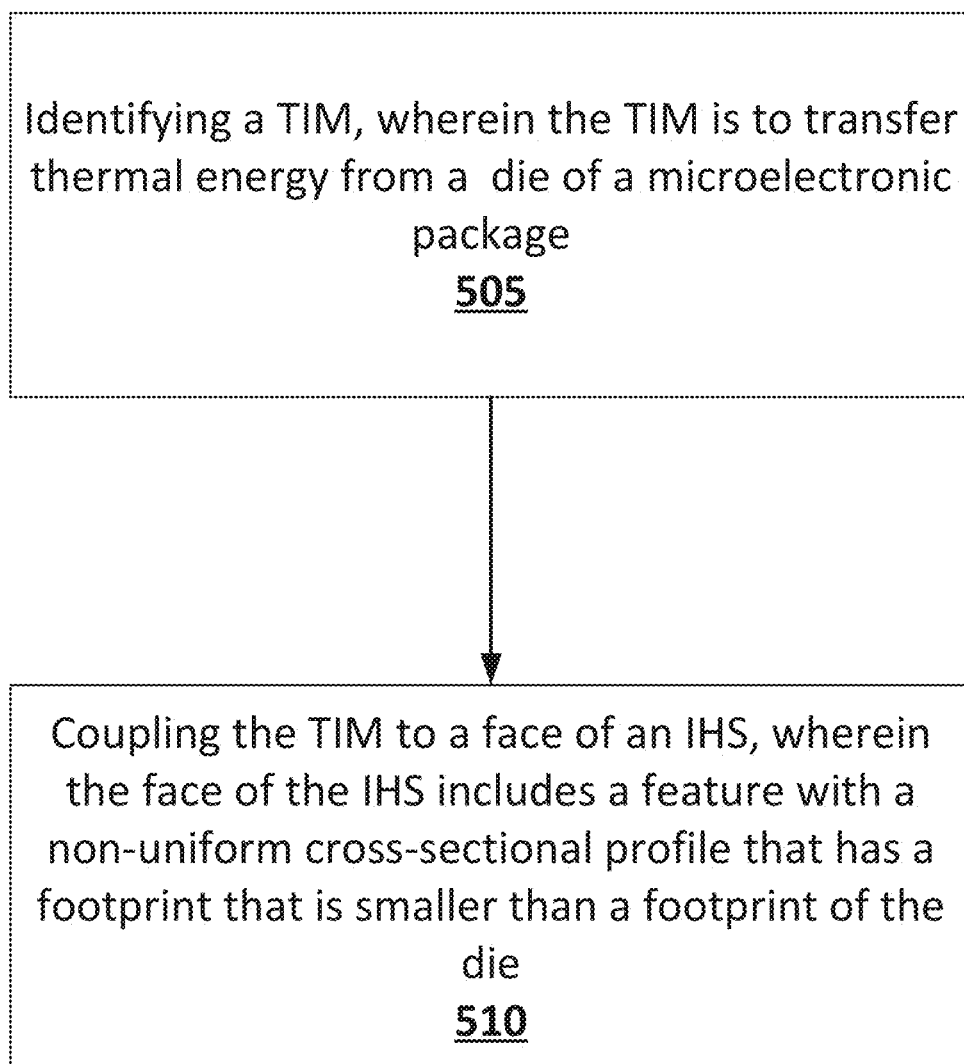 Identifying a TIM, wherein the TIM is to transfer
thermal energy from a die of a microelectronic
package
505
Coupling the TIM to a face of an IHS, wherein
the face of the IHS includes a feature with a
non-uniform cross-sectional profile that has a
footprint that is smaller than a footprint of the
die
510